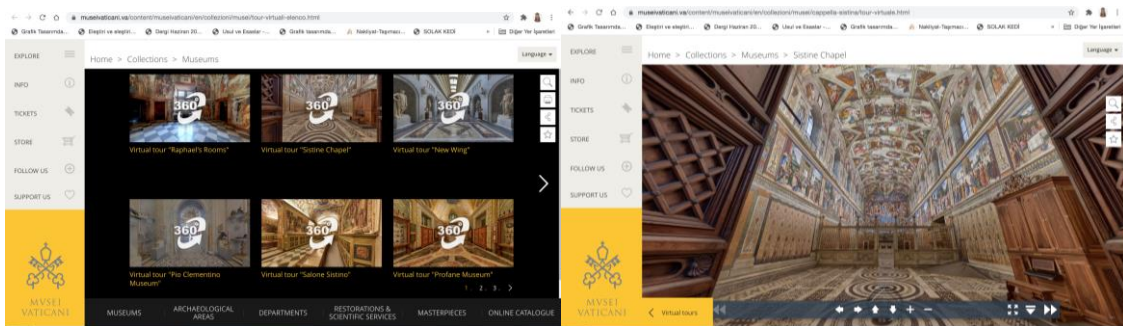 museivaticani.va/content/museivaticani/en/collezioni/musei/tour-virtuali-elenco.html
Grafik Tasarımda...
Eleştiri ve eleştiri...
Dergi Haziran 20...
Usul ve Esaslar -...
Grafik tasarımda...
Nakliyat-Taşımacı...
SOLAK KEDİ
Diğer Yer İşaretleri
EXPLORE
INFO
TICKETS
STORE
FOLLOW US
SUPPORT US
MVSEI
VATICANI
Home > Collections > Museums
Language
360°
360°
360°
Virtual tour "Raphael's Rooms"
Virtual tour "Sistine Chapel"
Virtual tour "New Wing"
360°
360°
360°
Virtual tour "Pio Clementino
Museum"
Virtual tour "Salone Sistino"
Virtual tour "Profane Museum"
1 . 2 . 3 . >
MUSEUMS
ARCHAEOLOGICAL
AREAS
DEPARTMENTS
RESTORATIONS &
SCIENTIFIC SERVICES
MASTERPIECES
ONLINE CATALOGUE
museivaticani.va/content/museivaticani/en/collezioni/musei/cappella-sistina/tour-virtuale.html
Grafik Tasarımda...
Eleştiri ve eleştiri...
Dergi Haziran 20...
Usul ve Esaslar -...
Grafik tasarımda...
Nakliyat-Taşımacı...
SOLAK KEDİ
Diğer Yer İşaretleri
EXPLORE
INFO
TICKETS
STORE
FOLLOW US
SUPPORT US
MVSEI
VATICANI
Home > Collections > Museums > Sistine Chapel
Language
Virtual tours